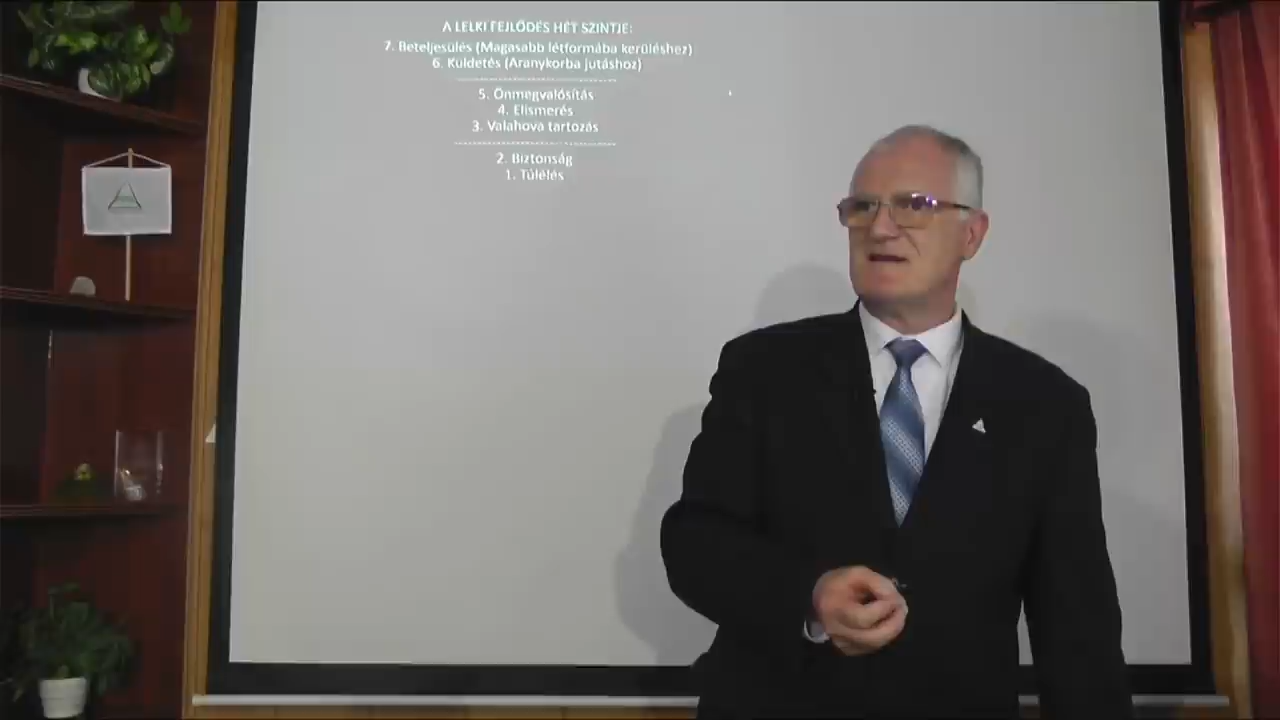 A LELKI FEJLŐDÉS HÉT SZINTJE:
7. Beteljesülés (Magasabb létformába kerüléshez)
6. Küldetés (Aranykorba jutáshoz)
5. Önmegvalósítás
4. Elismerés
3. Valahova tartozás
2. Biztonság
1. Túlélés